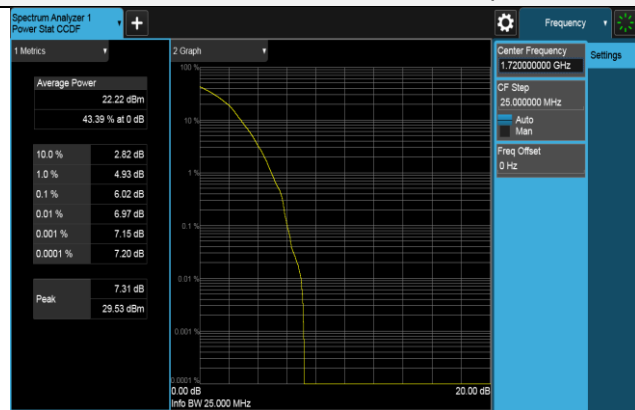 Spectrum Analyzer 1
Power Stat CCDF
Frequency
1 Metrics
2 Graph
Center Frequency
1.720000000 GHz
Settings
CF Step
25.000000 MHz
Auto
Man
Freq Offset
0 Hz
Average Power
22.22 dBm
43.39 % at 0 dB
10.0 % 2.82 dB
1.0 % 4.93 dB
0.1 % 6.02 dB
0.01 % 6.97 dB
0.001 % 7.15 dB
0.0001 % 7.20 dB
Peak 7.31 dB
29.53 dBm
100 %
10 %
1 %
0.1 %
0.01 %
0.001 %
0.0001 %
0.00 dB 20.00 dB
Info BW 25.000 MHz